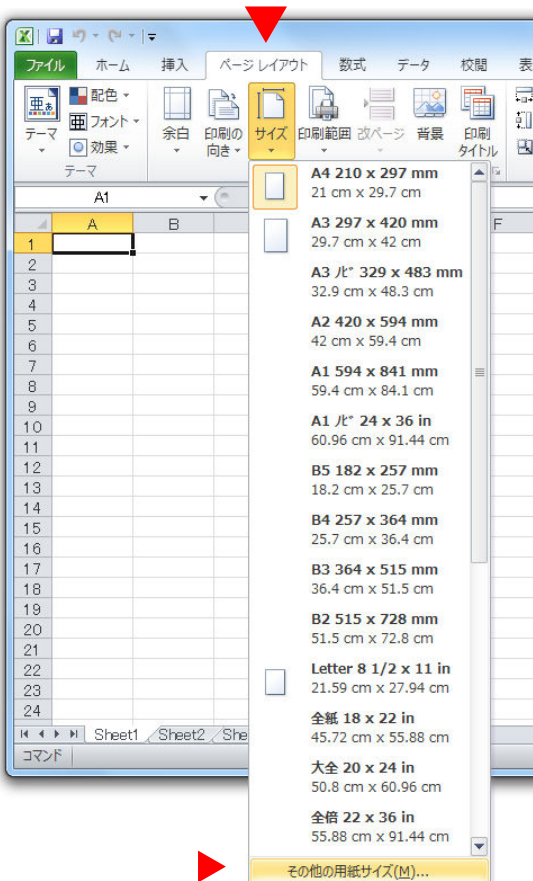 ファイル ホーム 挿入 ページ レイアウト 数式 データ 校閲 表
亜ぁ 配色
フォント
効果
テーマ 余白 印刷の向き サイズ 印刷範囲 改ページ 背景 印刷タイトル
テーマ
A1
A B F
1
2
3
4
5
6
7
8
9
10
11
12
13
14
15
16
17
18
19
20
21
22
23
24
Sheet1 Sheet2 She
コマンド
A4 210 x 297 mm
21 cm x 29.7 cm
A3 297 x 420 mm
29.7 cm x 42 cm
A3 ﾉﾋﾞ 329 x 483 mm
32.9 cm x 48.3 cm
A2 420 x 594 mm
42 cm x 59.4 cm
A1 594 x 841 mm
59.4 cm x 84.1 cm
A1 ﾉﾋﾞ 24 x 36 in
60.96 cm x 91.44 cm
B5 182 x 257 mm
18.2 cm x 25.7 cm
B4 257 x 364 mm
25.7 cm x 36.4 cm
B3 364 x 515 mm
36.4 cm x 51.5 cm
B2 515 x 728 mm
51.5 cm x 72.8 cm
Letter 8 1/2 x 11 in
21.59 cm x 27.94 cm
全紙 18 x 22 in
45.72 cm x 55.88 cm
大全 20 x 24 in
50.8 cm x 60.96 cm
全倍 22 x 36 in
55.88 cm x 91.44 cm
その他の用紙サイズ(M)...